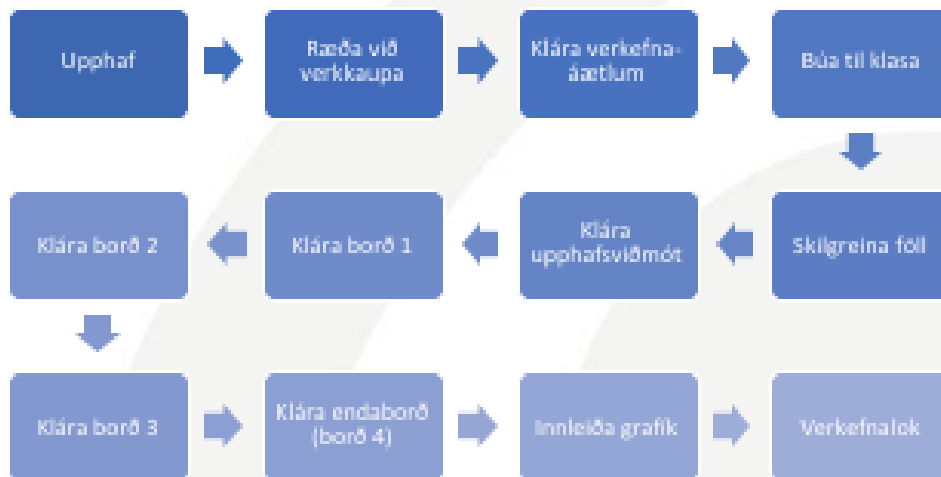 Upphaf
Ræða við
verkkaupa
Klára verkefna-
áætlum
Búa til klasa
Skilgreina föll
Klára
upphafsviðmót
Klára borð 1
Klára borð 2
Klára borð 3
Klára endaborð
(borð 4)
Innleiða grafík
Verkefnalok